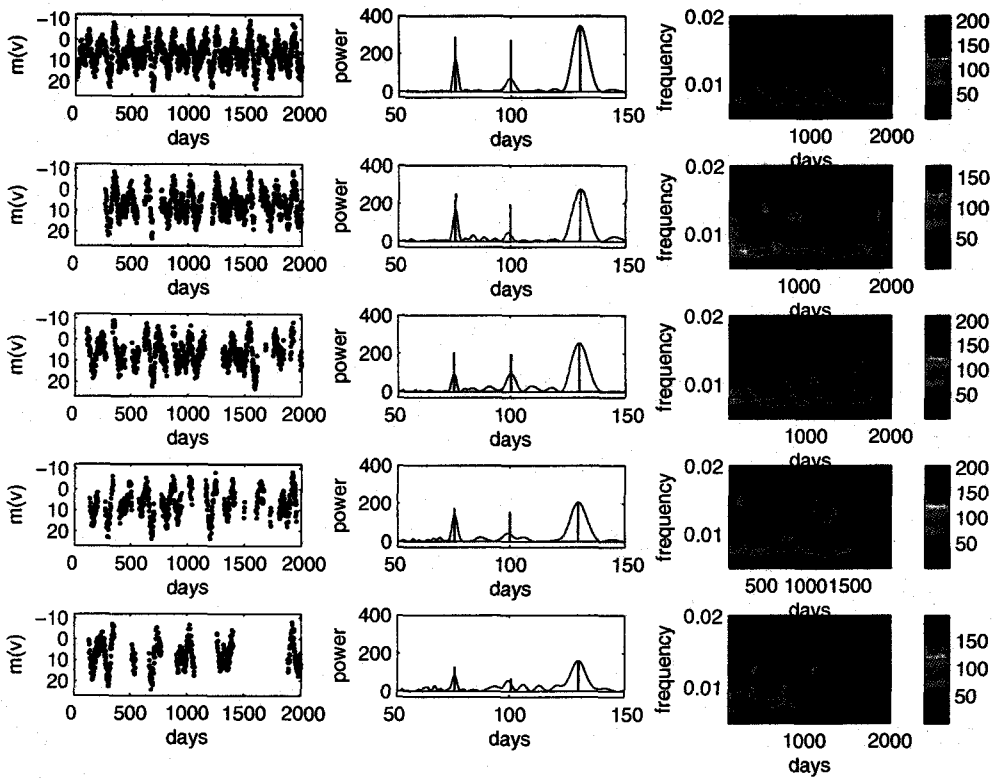 -10 0 10 20 m(v) 0 500 1000 1500 2000 days
400 200 0 power 50 100 150 days
0.02 0.01 frequency 1000 2000 days 200 150 100 50
-10 0 10 20 m(v) 0 500 1000 1500 2000 days
400 200 0 power 50 100 150 days
0.02 0.01 frequency 1000 2000 days 150 100 50
-10 0 10 20 m(v) 0 500 1000 1500 2000 days
400 200 0 power 50 100 150 days
0.02 0.01 frequency 1000 2000 days 200 150 100 50
-10 0 10 20 m(v) 0 500 1000 1500 2000 days
400 200 0 power 50 100 150 days
0.02 0.01 frequency 500 1000 1500 days 200 150 100 50
-10 0 10 20 m(v) 0 500 1000 1500 2000 days
400 200 0 power 50 100 150 days
0.02 0.01 frequency 1000 2000 days 150 100 50